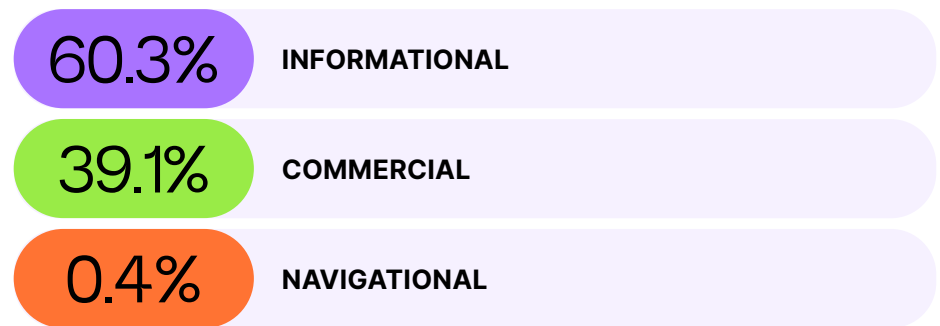 60.3% INFORMATIONAL
39.1% COMMERCIAL
0.4% NAVIGATIONAL